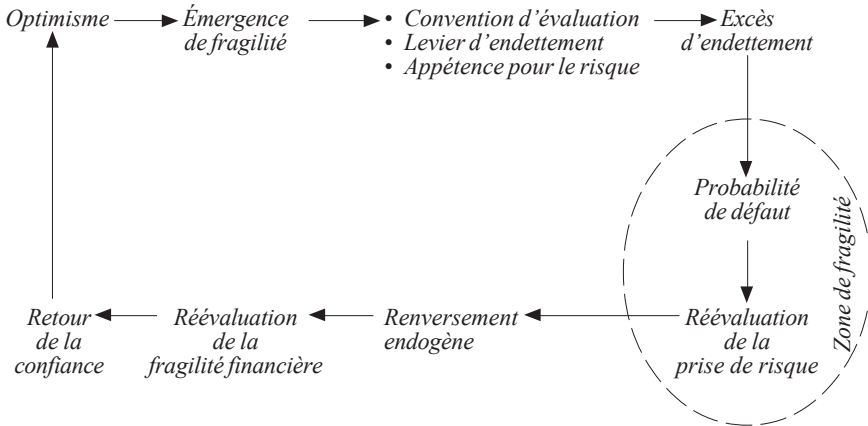 Optimisme
Émergence
de fragilité
• Convention d’évaluation
• Levier d’endettement
• Appétence pour le risque
Excès
d’endettement
Probabilité
de défaut
Zone de fragilité
Réévaluation
de la
prise de risque
Renversement
endogène
Réévaluation
de la
fragilité financière
Retour
de la
confiance